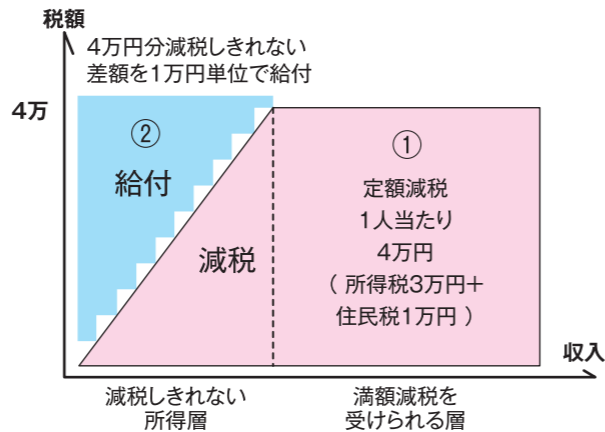 税額
4万円分減税しきれない
差額を1万円単位で給付
4万
②
給付
減税
①
定額減税
1人当たり
4万円
（ 所得税3万円＋
住民税1万円 ）
収入
減税しきれない
所得層
満額減税を
受けられる層